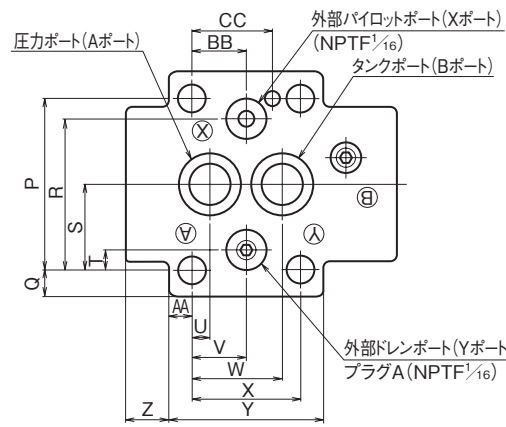 CC
BB
外部パイロットポート(Xポート)
(NPTF1/16)
圧力ポート(Aポート)
タンクポート(Bポート)
X
B
P
R
S
T
Q
A
Y
AA
U
V
W
X
Z
Y
外部ドレンポート(Yポート
プラグA(NPTF1/16)